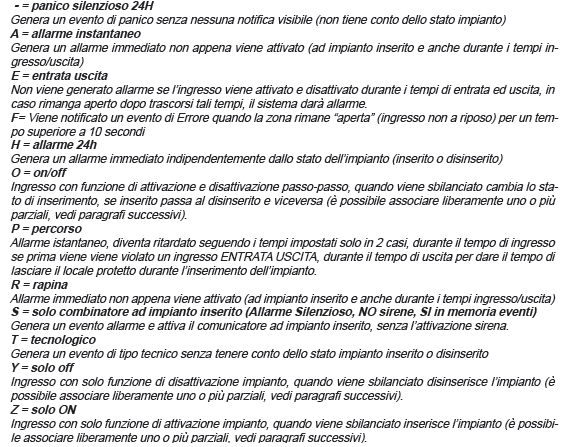 - = panico silenzioso 24H
Genera un evento di panico senza nessuna notifica visibile (non tiene conto dello stato impianto)
A = allarme instantaneo
Genera un allarme immediato non appena viene attivato (ad impianto inserito e anche durante i tempi in-
gresso/uscita)
E = entrata uscita
Non viene generato allarme se l'ingresso viene attivato e disattivato durante i tempi di entrata ed uscita, in
caso rimanga aperto dopo trascorsi tali tempi, il sistema darà allarme.
F= Viene notificato un evento di Errore quando la zona rimane "aperta" (ingresso non a riposo) per un tem-
po superiore a 10 secondi
H = allarme 24h
Genera un allarme immediato indipendentemente dallo stato dell'impianto (inserito o disinserito)
O = on/off
Ingresso con funzione di attivazione e disattivazione passo-passo, quando viene sbilanciato cambia lo sta-
to di inserimento, se inserito passa al disinserito e viceversa (è possibile associare liberamente uno o più
parziali, vedi paragrafi successivi).
P = percorso
Allarme istantaneo, diventa ritardato seguendo i tempi impostati solo in 2 casi, durante il tempo di ingresso
se prima viene viene violato un ingresso ENTRATA USCITA, durante il tempo di uscita per dare il tempo di
lasciare il locale protetto durante l'inserimento dell'impianto.
R = rapina
Allarme immediato non appena viene attivato (ad impianto inserito e anche durante i tempi ingresso/uscita)
S = solo combinatore ad impianto inserito (Allarme Silenzioso, NO sirene, SI in memoria eventi)
Genera un evento allarme e attiva il comunicatore ad impianto inserito, senza l'attivazione sirena.
T = tecnologico
Genera un evento di tipo tecnico senza tenere conto dello stato impianto inserito o disinserito
Y = solo off
Ingresso con solo funzione di disattivazione impianto, quando viene sbilanciato disinserisce l'impianto (è
possibile associare liberamente uno o più parziali, vedi paragrafi successivi).
Z = solo ON
Ingresso con solo funzione di attivazione impianto, quando viene sbilanciato inserisce l'impianto (è possibi-
le associare liberamente uno o più parziali, vedi paragrafi successivi).